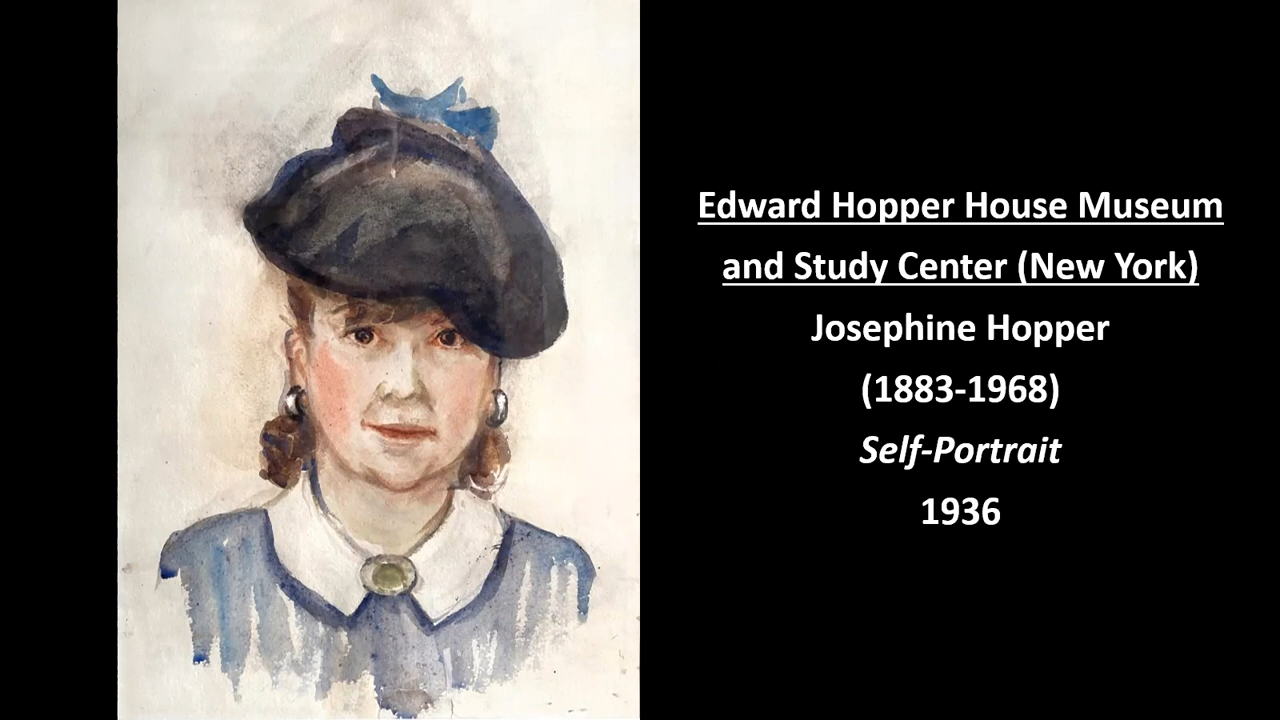 Edward Hopper House Museum
and Study Center (New York)
Josephine Hopper
(1883-1968)
Self-Portrait
1936